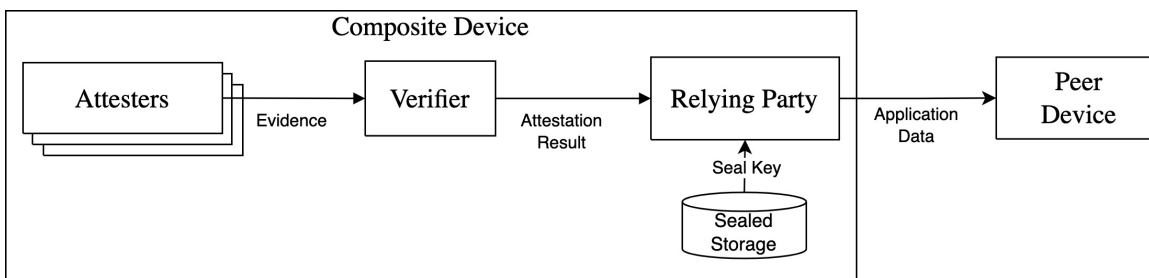 Composite Device
Attesters
Evidence
Verifier
Attestation
Result
Relying Party
Seal Key
Sealed
Storage
Application
Data
Peer
Device